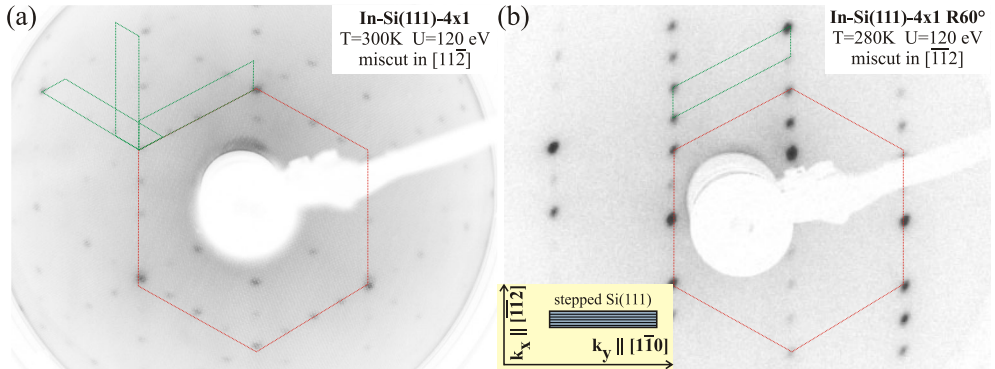 (a)
In-Si(111)-4x1
T=300K U=120 eV
miscut in [112̅]
(b)
In-Si(111)-4x1 R60°
T=280K U=120 eV
miscut in [1̅1̅2]
stepped Si(111)
kₓ || [1̅1̅2]
k_y || [11̅0]